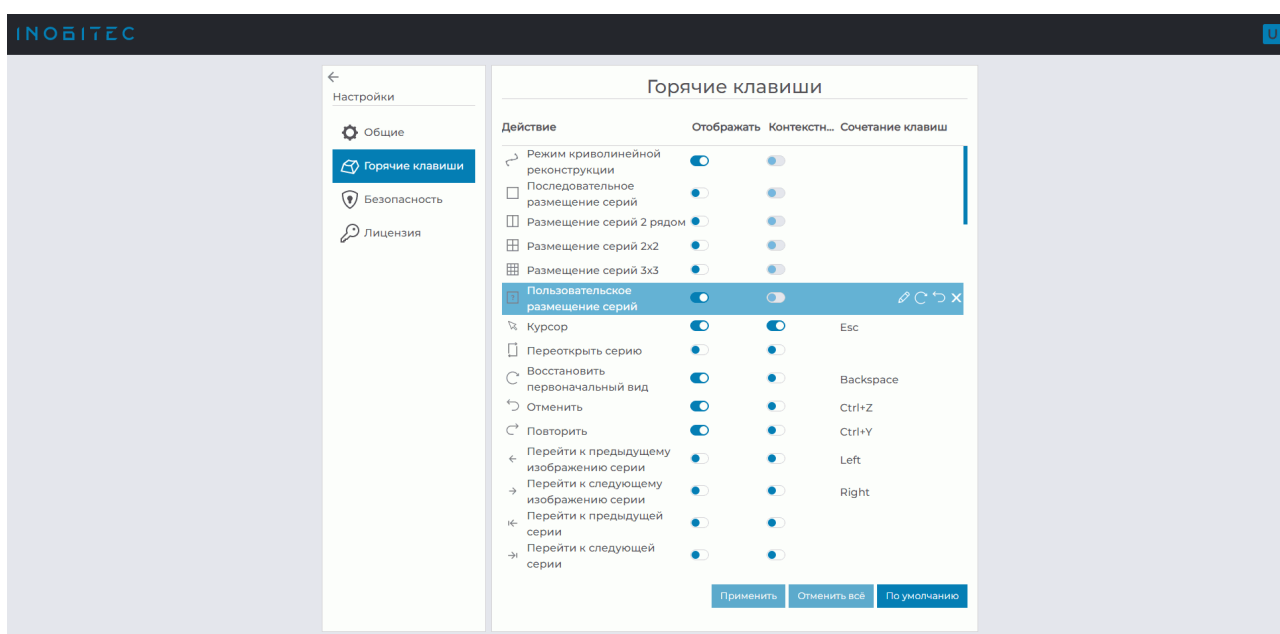 INOBITEC
U
Настройки
Общие
Горячие клавиши
Безопасность
Лицензия
Горячие клавиши
Действие Отображать Контекстн... Сочетание клавиш
Режим криволинейной
реконструкции
Последовательное
размещение серий
Размещение серий 2 рядом
Размещение серий 2x2
Размещение серий 3x3
Пользовательское
размещение серий
Курсор Esc
Переоткрыть серию
Восстановить
первоначальный вид Backspace
Отменить Ctrl+Z
Повторить Ctrl+Y
Перейти к предыдущему
изображению серии Left
Перейти к следующему
изображению серии Right
Перейти к предыдущей
серии
Перейти к следующей
серии
Применить Отменить всё По умолчанию